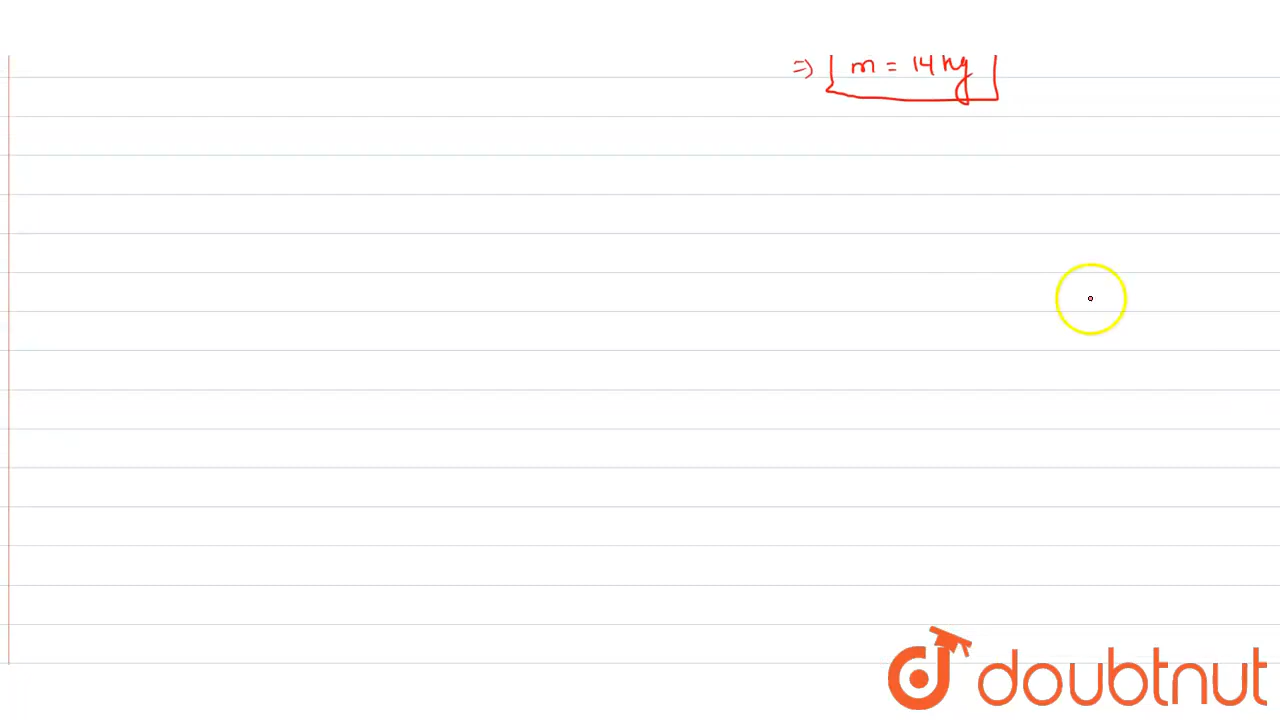 ⇒ m = 14 kg
doubtnut